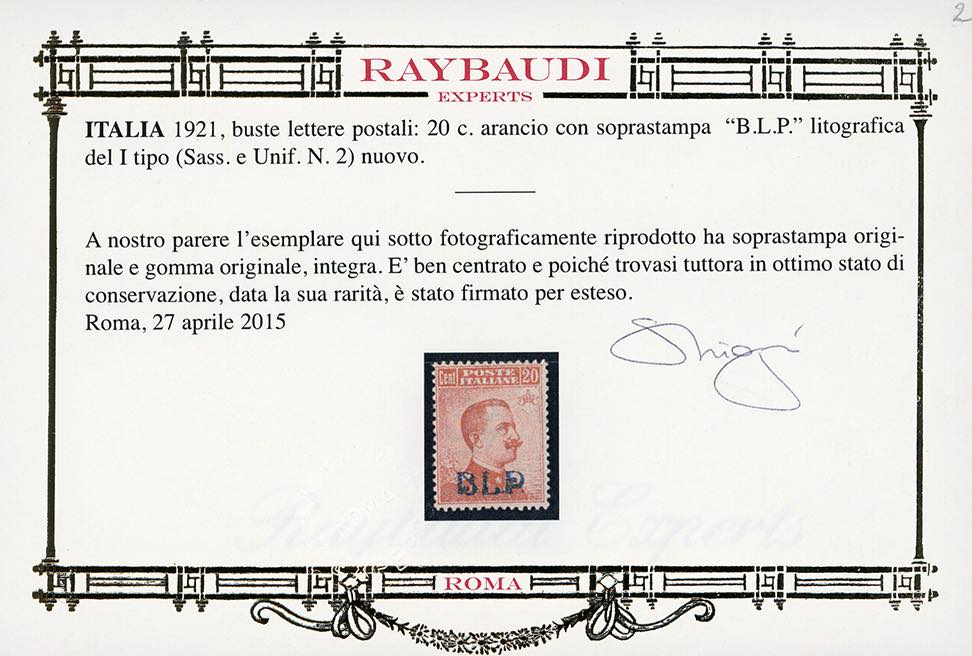 2
RAYBAUDI
EXPERTS
ITALIA 1921, buste lettere postali: 20 c. arancio con soprastampa “B.L.P.” litografica
del I tipo (Sass. e Unif. N. 2) nuovo.
A nostro parere l’esemplare qui sotto fotograficamente riprodotto ha soprastampa origi-
nale e gomma originale, integra. E’ ben centrato e poiché trovasi tuttora in ottimo stato di
conservazione, data la sua rarità, è stato firmato per esteso.
Roma, 27 aprile 2015
Cent POSTE ITALIANE 20
BLP
Raybaudi Experts
ROMA